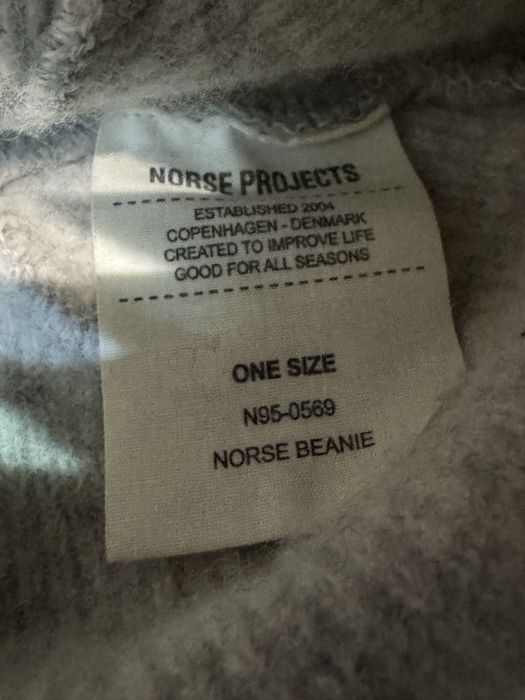 NORSE PROJECTS
ESTABLISHED 2004
COPENHAGEN - DENMARK
CREATED TO IMPROVE LIFE
GOOD FOR ALL SEASONS
ONE SIZE
N95-0569
NORSE BEANIE